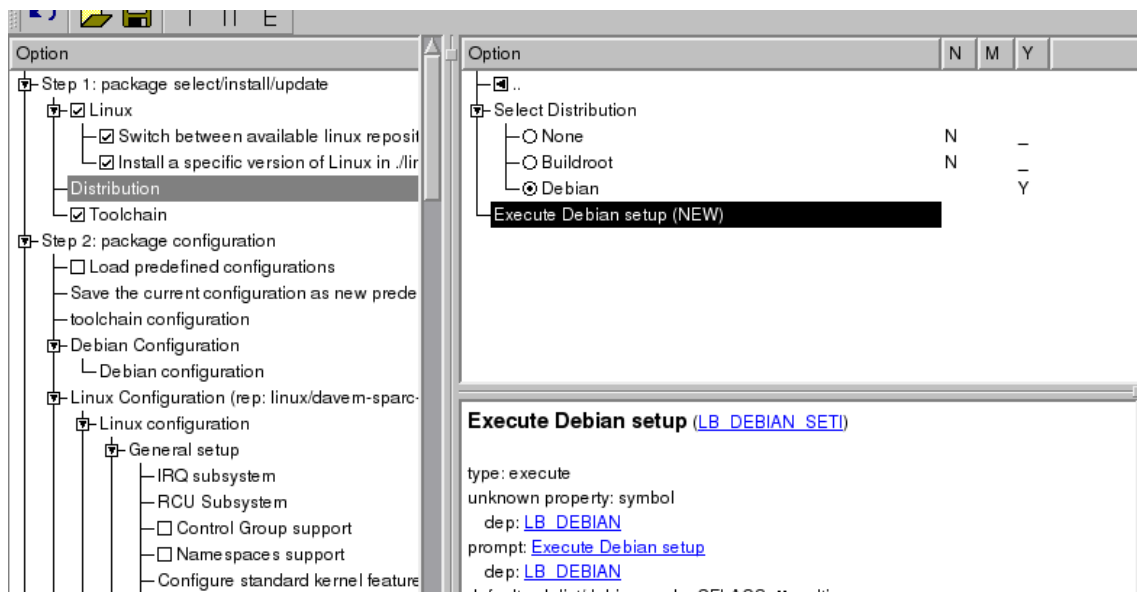 I II E
Option
Step 1: package select/install/update
Linux
Switch between available linux reposit
Install a specific version of Linux in ./lir
Distribution
Toolchain
Step 2: package configuration
Load predefined configurations
Save the current configuration as new prede
toolchain configuration
Debian Configuration
Debian configuration
Linux Configuration (rep: linux/davem-sparc-
Linux configuration
General setup
IRQ subsystem
RCU Subsystem
Control Group support
Namespaces support
Configure standard kernel feature
Option N M Y
..
Select Distribution
None N _
Buildroot N _
Debian Y
Execute Debian setup (NEW)
Execute Debian setup (LB_DEBIAN_SETI)
type: execute
unknown property: symbol
dep: LB_DEBIAN
prompt: Execute Debian setup
dep: LB_DEBIAN